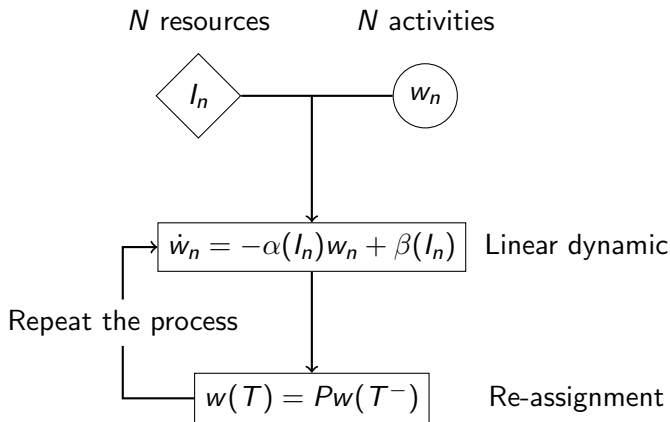 N resources N activities
I_n w_n
ẇ_n = −α(I_n)w_n + β(I_n) Linear dynamic
Repeat the process
w(T) = Pw(T⁻) Re-assignment